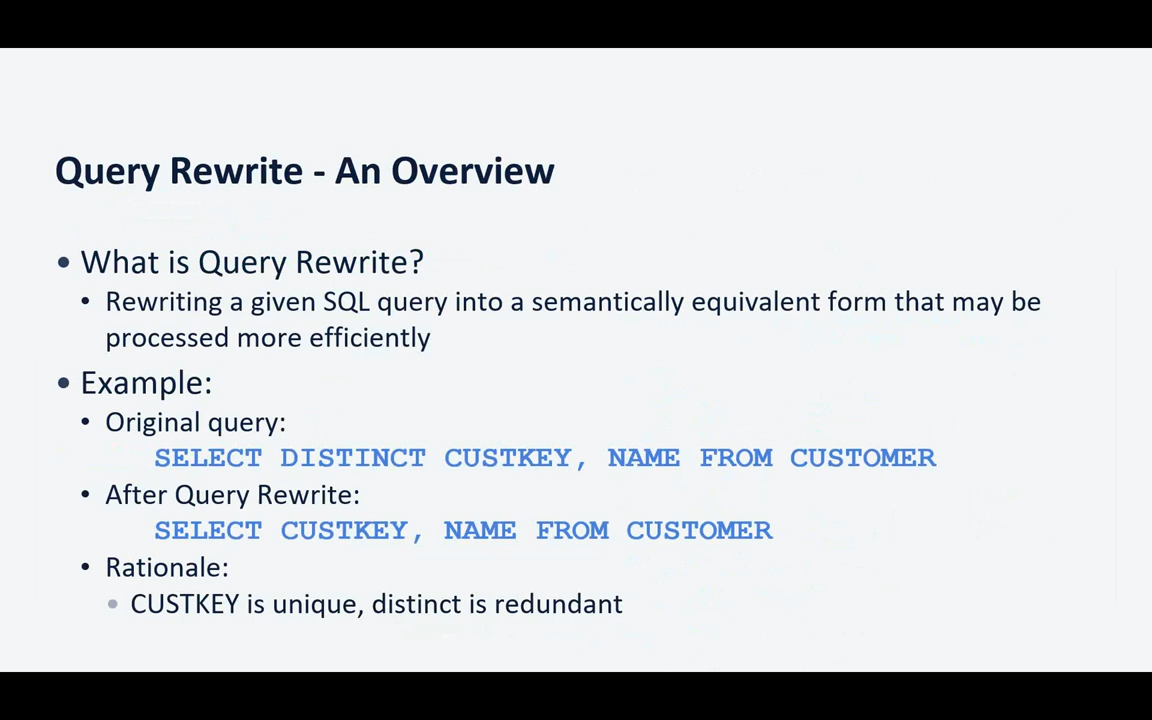 Query Rewrite - An Overview
• What is Query Rewrite?
• Rewriting a given SQL query into a semantically equivalent form that may be
processed more efficiently
• Example:
• Original query:
SELECT DISTINCT CUSTKEY, NAME FROM CUSTOMER
• After Query Rewrite:
SELECT CUSTKEY, NAME FROM CUSTOMER
• Rationale:
• CUSTKEY is unique, distinct is redundant